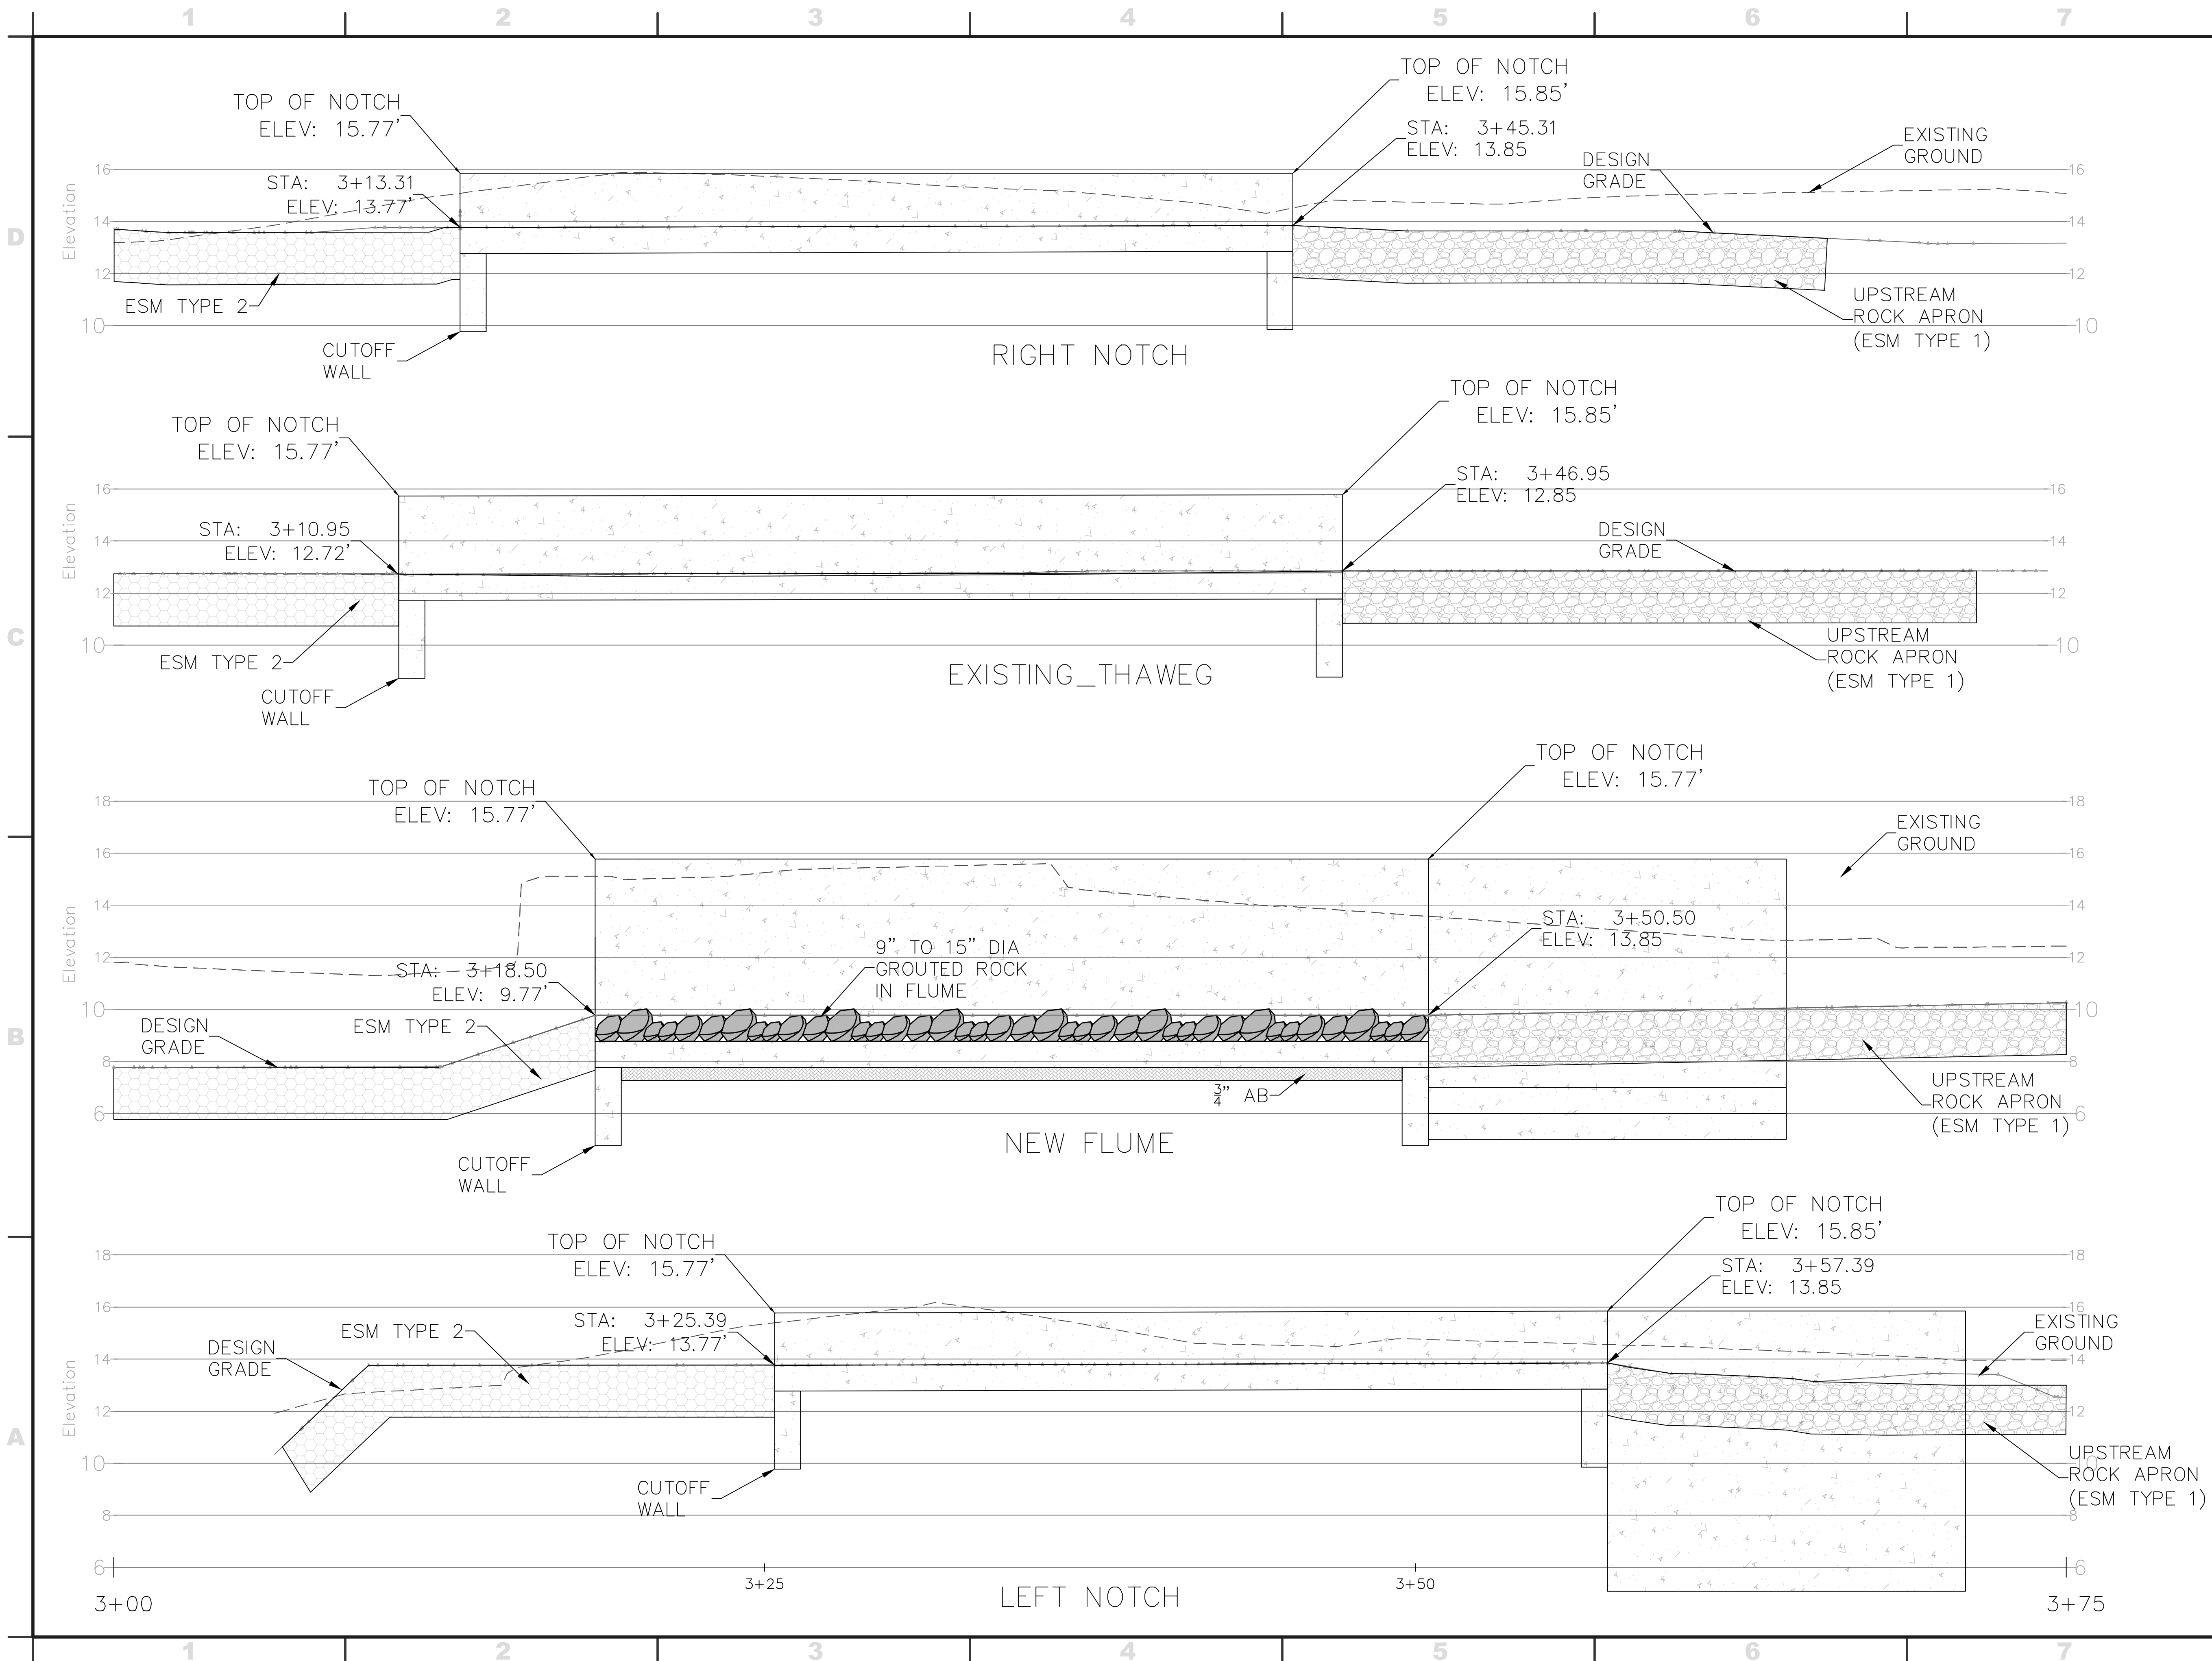 1 2 3 4 5 6 7
D
TOP OF NOTCH
ELEV: 15.77'
TOP OF NOTCH
ELEV: 15.85'
STA: 3+13.31
ELEV: 13.77'
STA: 3+45.31
ELEV: 13.85
DESIGN
GRADE
EXISTING
GROUND
Elevation
16 16
14 14
12 12
10 10
ESM TYPE 2
CUTOFF
WALL
UPSTREAM
ROCK APRON
(ESM TYPE 1)
RIGHT NOTCH
C
TOP OF NOTCH
ELEV: 15.77'
TOP OF NOTCH
ELEV: 15.85'
STA: 3+10.95
ELEV: 12.72'
STA: 3+46.95
ELEV: 12.85
DESIGN
GRADE
Elevation
16 16
14 14
12 12
10 10
ESM TYPE 2
CUTOFF
WALL
UPSTREAM
ROCK APRON
(ESM TYPE 1)
EXISTING_THAWEG
B
TOP OF NOTCH
ELEV: 15.77'
TOP OF NOTCH
ELEV: 15.77'
EXISTING
GROUND
STA: 3+18.50
ELEV: 9.77'
9" TO 15" DIA
GROUTED ROCK
IN FLUME
STA: 3+50.50
ELEV: 13.85
Elevation
18 18
16 16
14 14
12 12
10 10
8 8
6 6
DESIGN
GRADE
ESM TYPE 2
3/4" AB
UPSTREAM
ROCK APRON
(ESM TYPE 1)
CUTOFF
WALL
NEW FLUME
A
TOP OF NOTCH
ELEV: 15.77'
TOP OF NOTCH
ELEV: 15.85'
STA: 3+25.39
ELEV: 13.77'
STA: 3+57.39
ELEV: 13.85
DESIGN
GRADE
ESM TYPE 2
EXISTING
GROUND
Elevation
18 18
16 16
14 14
12 12
10 10
8 8
6 6
CUTOFF
WALL
UPSTREAM
ROCK APRON
(ESM TYPE 1)
3+00 3+25 3+50 3+75
LEFT NOTCH
1 2 3 4 5 6 7